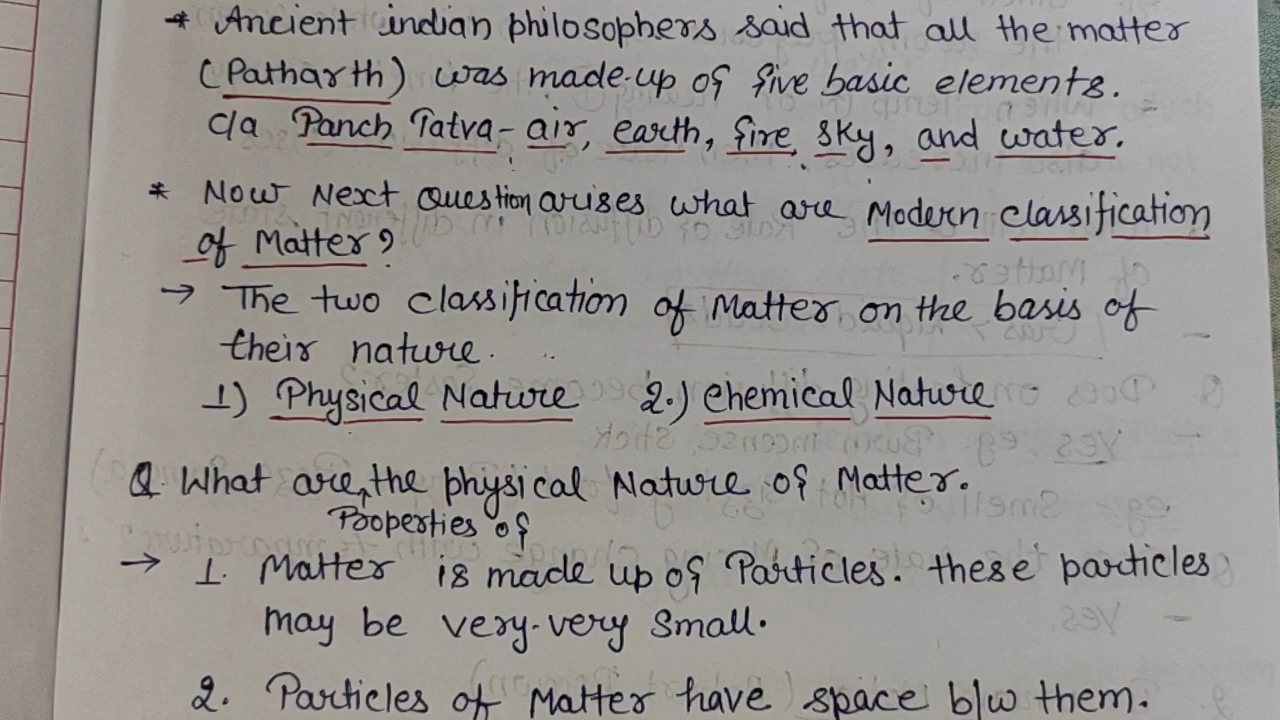 * Ancient indian philosophers said that all the matter
(Patharth) was made-up of five basic elements.
c/a Panch Tatva- air, earth, fire, sky, and water.
* Now Next Question arises what are Modern classification
of Matter?
→ The two classification of Matter on the basis of
their nature.
1) Physical Nature 2.) Chemical Nature
Q. What are ^ the physical Nature of Matter.
Properties of
→ 1. Matter is made up of Particles. these particles
may be very-very small.
2. Particles of Matter have space b/w them.